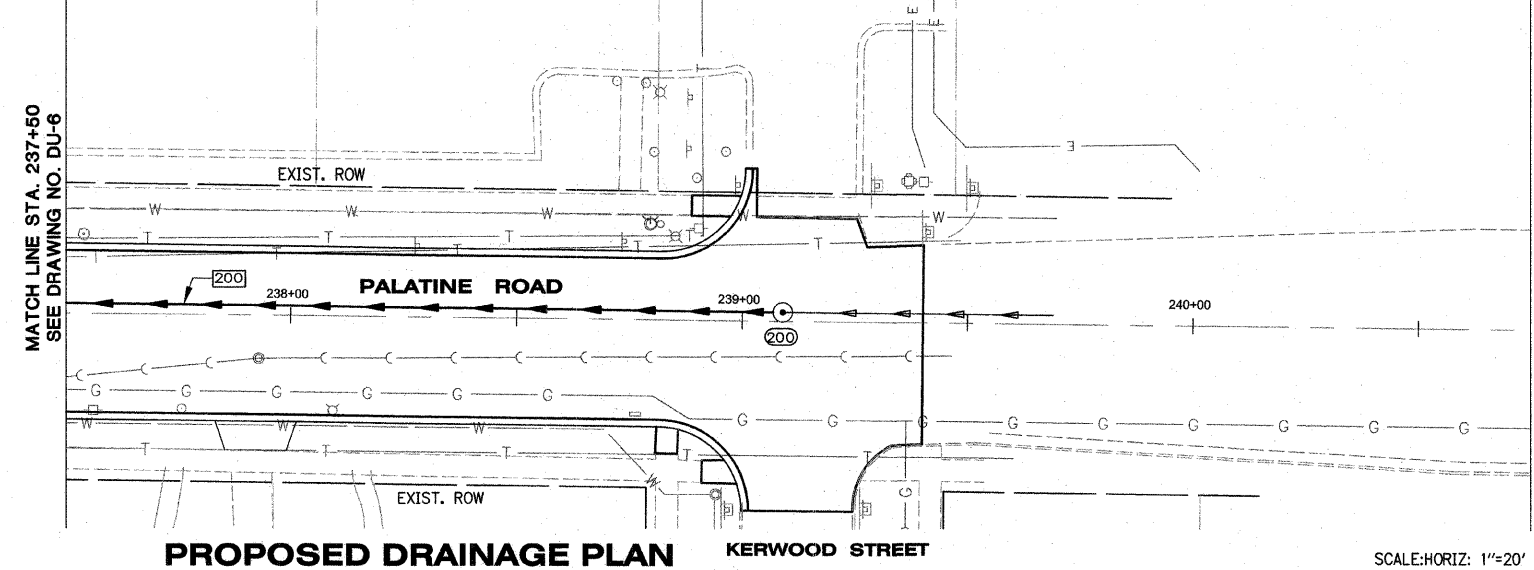 MATCH LINE STA. 237+50
SEE DRAWING NO. DU-6
E
E
E
EXIST. ROW
W W W W W
T T T T T T
T T T
200
238+00
PALATINE ROAD
239+00
240+00
200
G G G G G G
G G G G G G G G G
W W W
T T T T T
W
G
EXIST. ROW
PROPOSED DRAINAGE PLAN
KERWOOD STREET
SCALE:HORIZ: 1"=20'